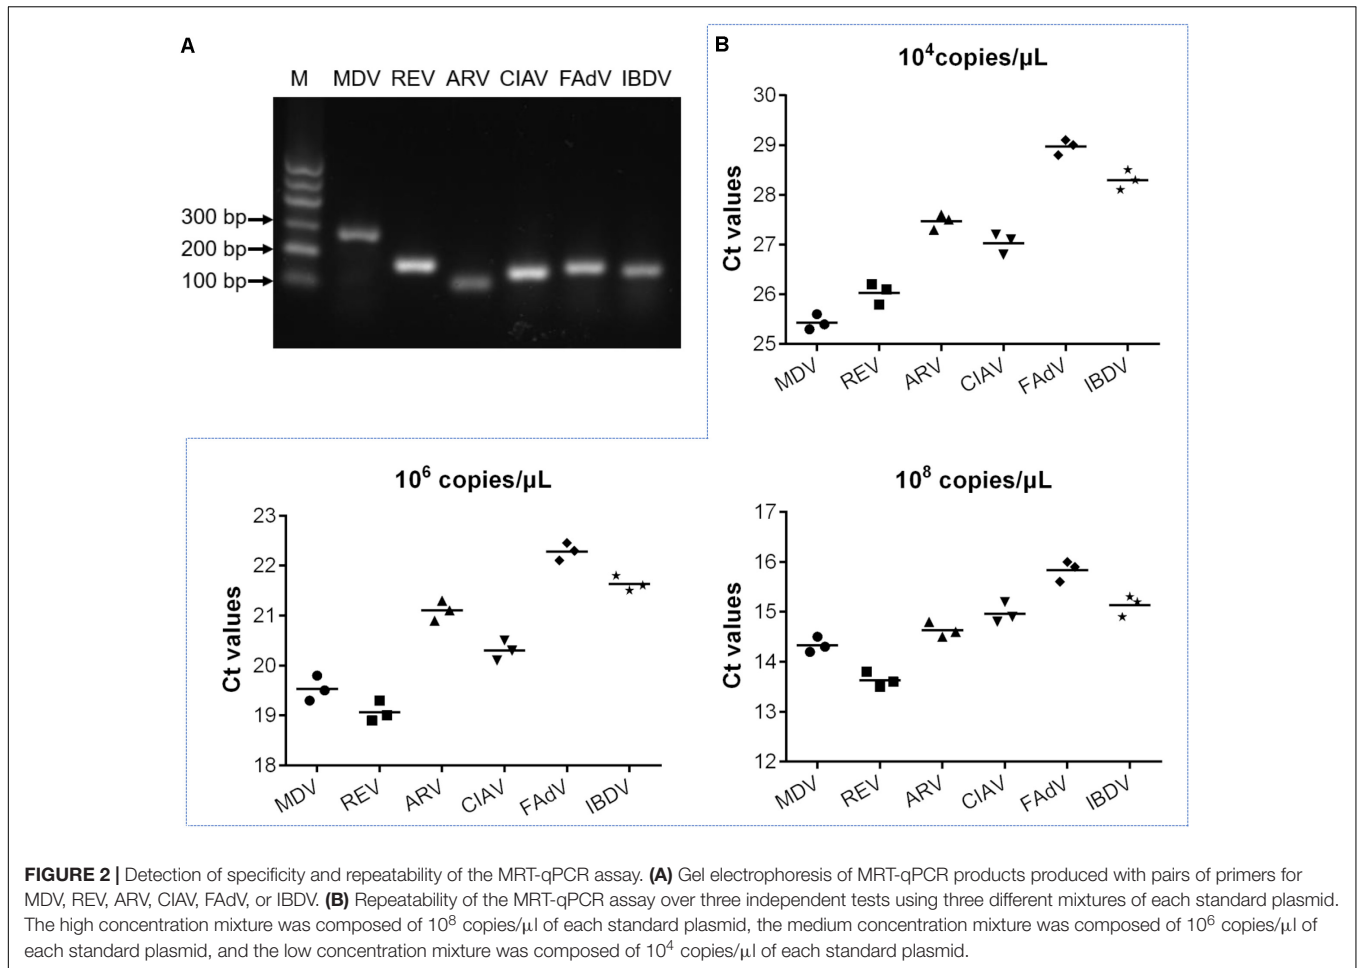 A
M MDV REV ARV CIAV FAdV IBDV
300 bp
200 bp
100 bp
B
10⁴copies/µL
Ct values
30
29
28
27
26
25
MDV REV ARV CIAV FAdV IBDV
10⁶ copies/µL
Ct values
23
22
21
20
19
18
MDV REV ARV CIAV FAdV IBDV
10⁸ copies/µL
Ct values
17
16
15
14
13
12
MDV REV ARV CIAV FAdV IBDV
FIGURE 2 | Detection of specificity and repeatability of the MRT-qPCR assay. (A) Gel electrophoresis of MRT-qPCR products produced with pairs of primers for
MDV, REV, ARV, CIAV, FAdV, or IBDV. (B) Repeatability of the MRT-qPCR assay over three independent tests using three different mixtures of each standard plasmid.
The high concentration mixture was composed of 10⁸ copies/µl of each standard plasmid, the medium concentration mixture was composed of 10⁶ copies/µl of
each standard plasmid, and the low concentration mixture was composed of 10⁴ copies/µl of each standard plasmid.